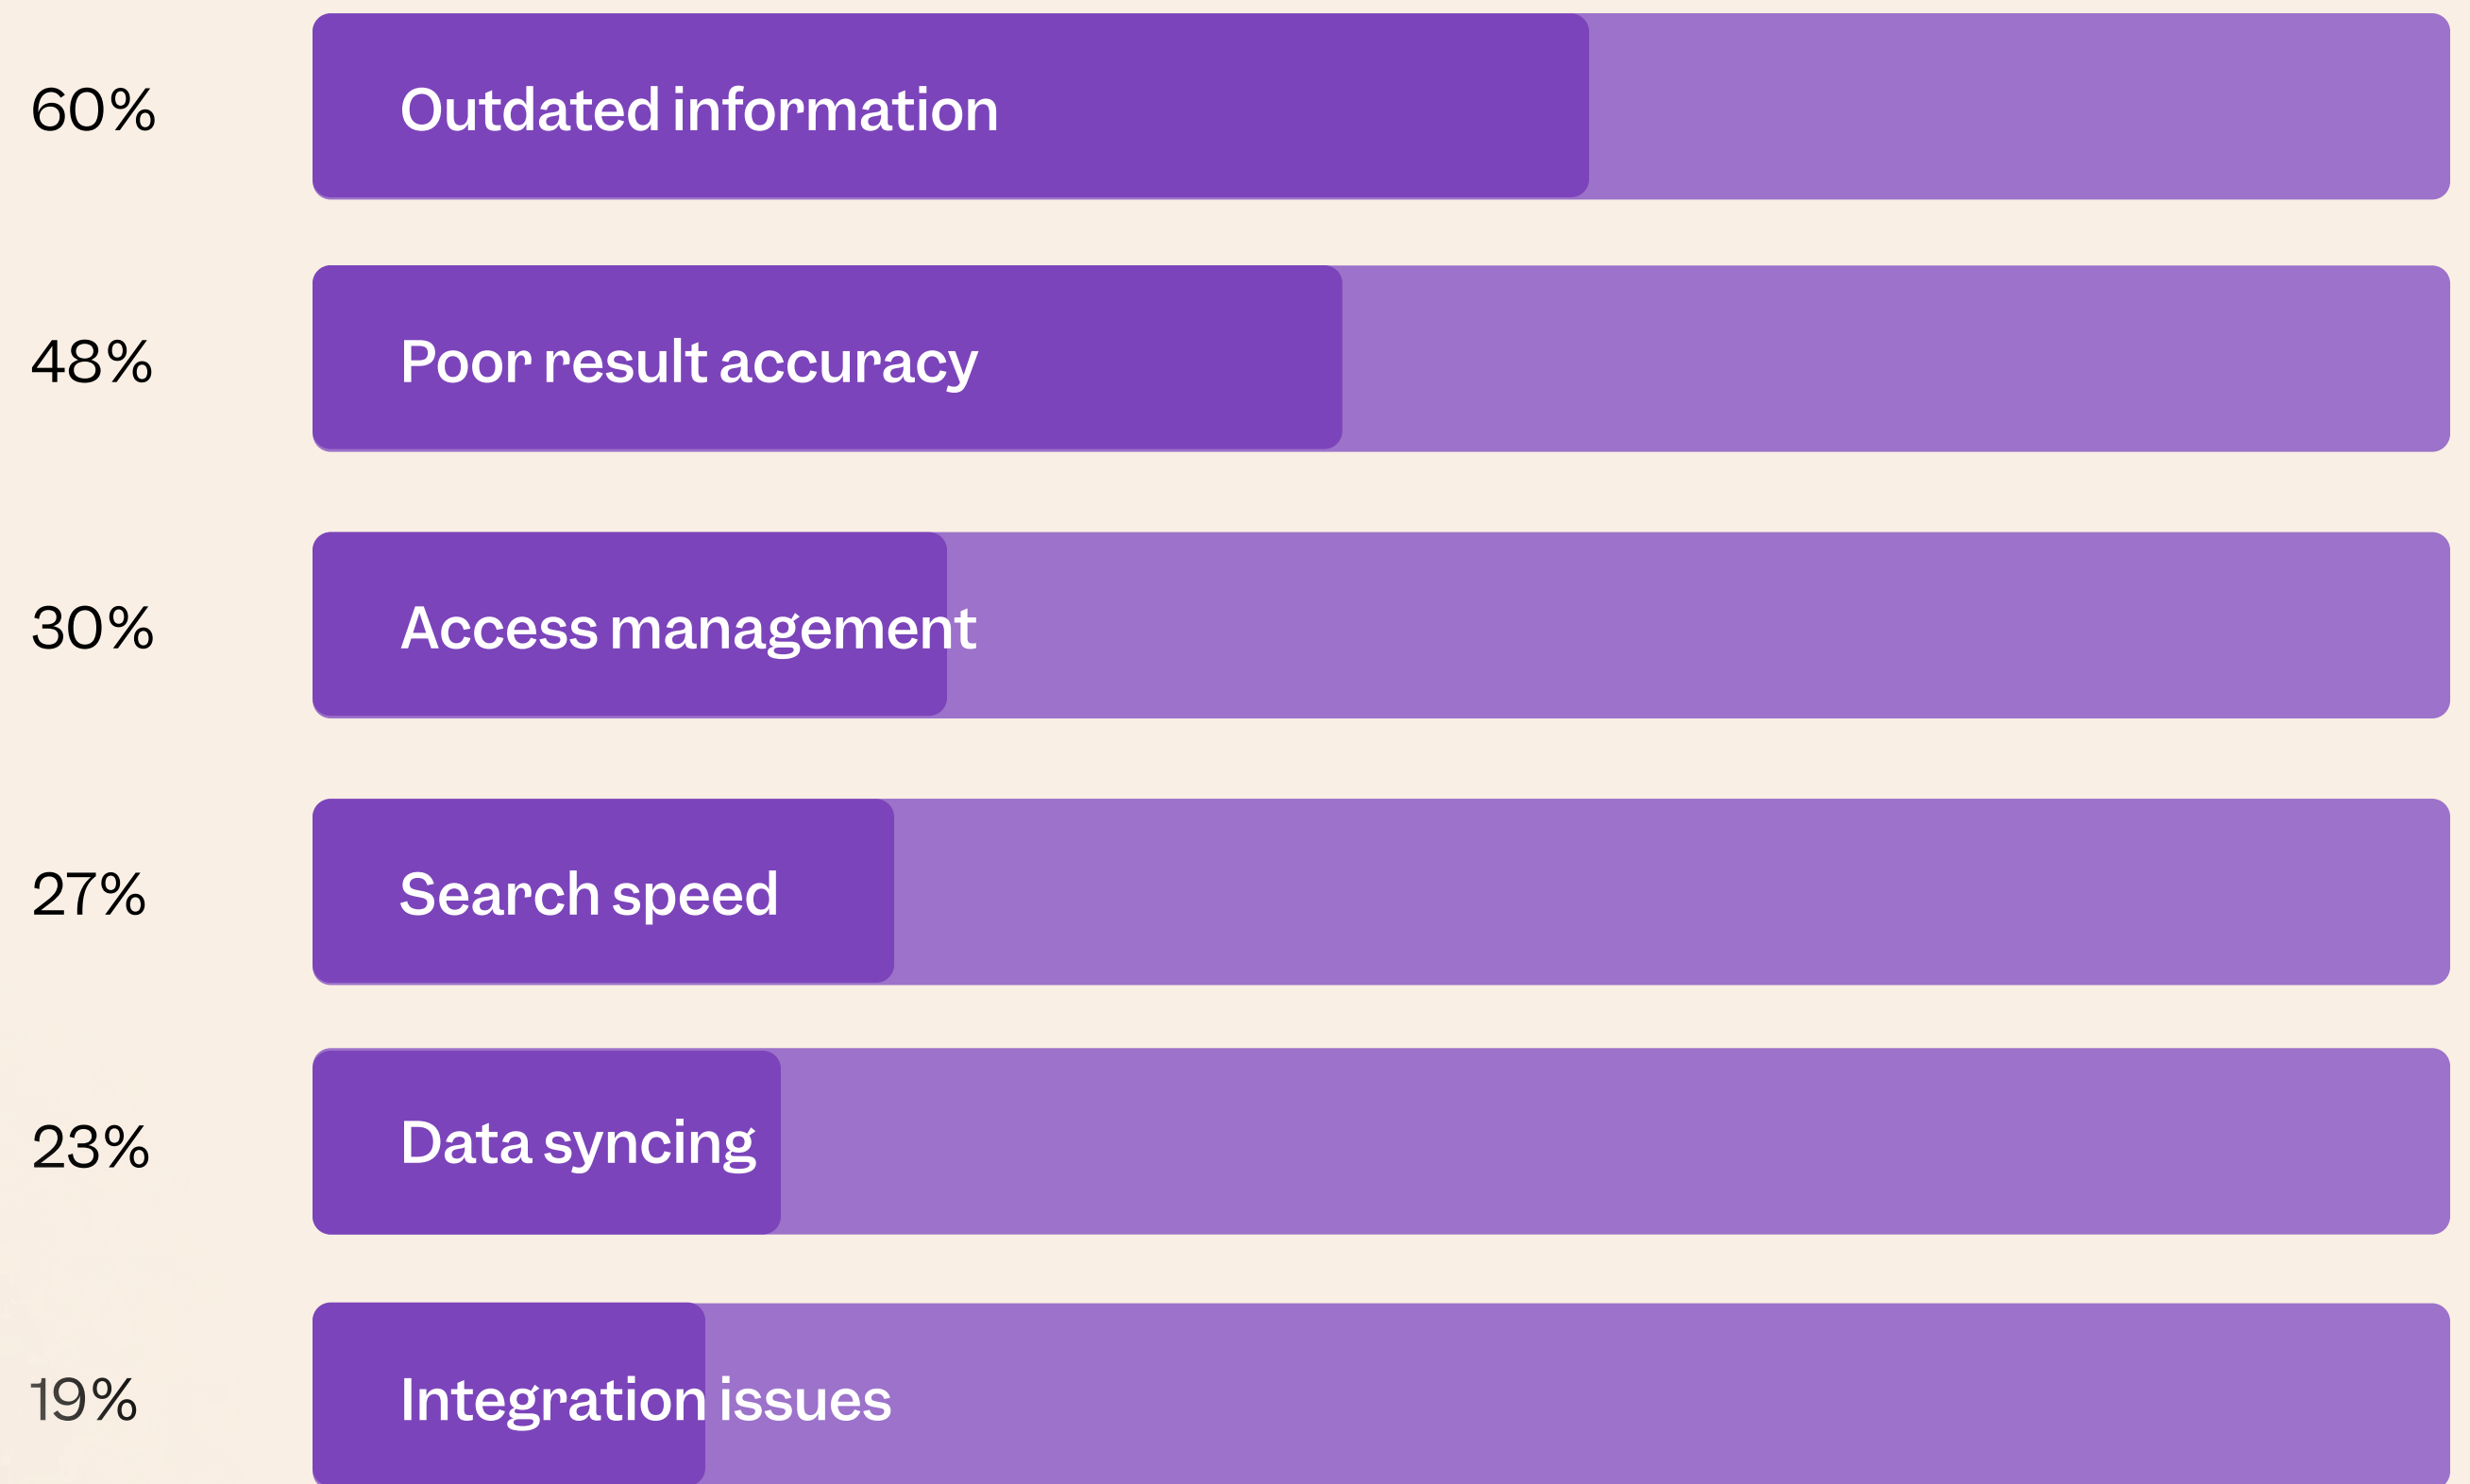 60% Outdated information
48% Poor result accuracy
30% Access management
27% Search speed
23% Data syncing
19% Integration issues